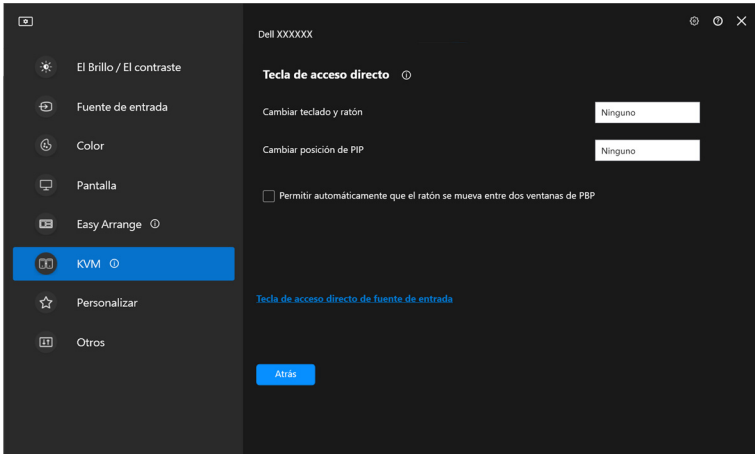 Dell XXXXXX
El Brillo / El contraste
Fuente de entrada
Color
Pantalla
Easy Arrange
KVM
Personalizar
Otros
Tecla de acceso directo
Cambiar teclado y ratón
Ninguno
Cambiar posición de PIP
Ninguno
Permitir automáticamente que el ratón se mueva entre dos ventanas de PBP
Tecla de acceso directo de fuente de entrada
Atrás